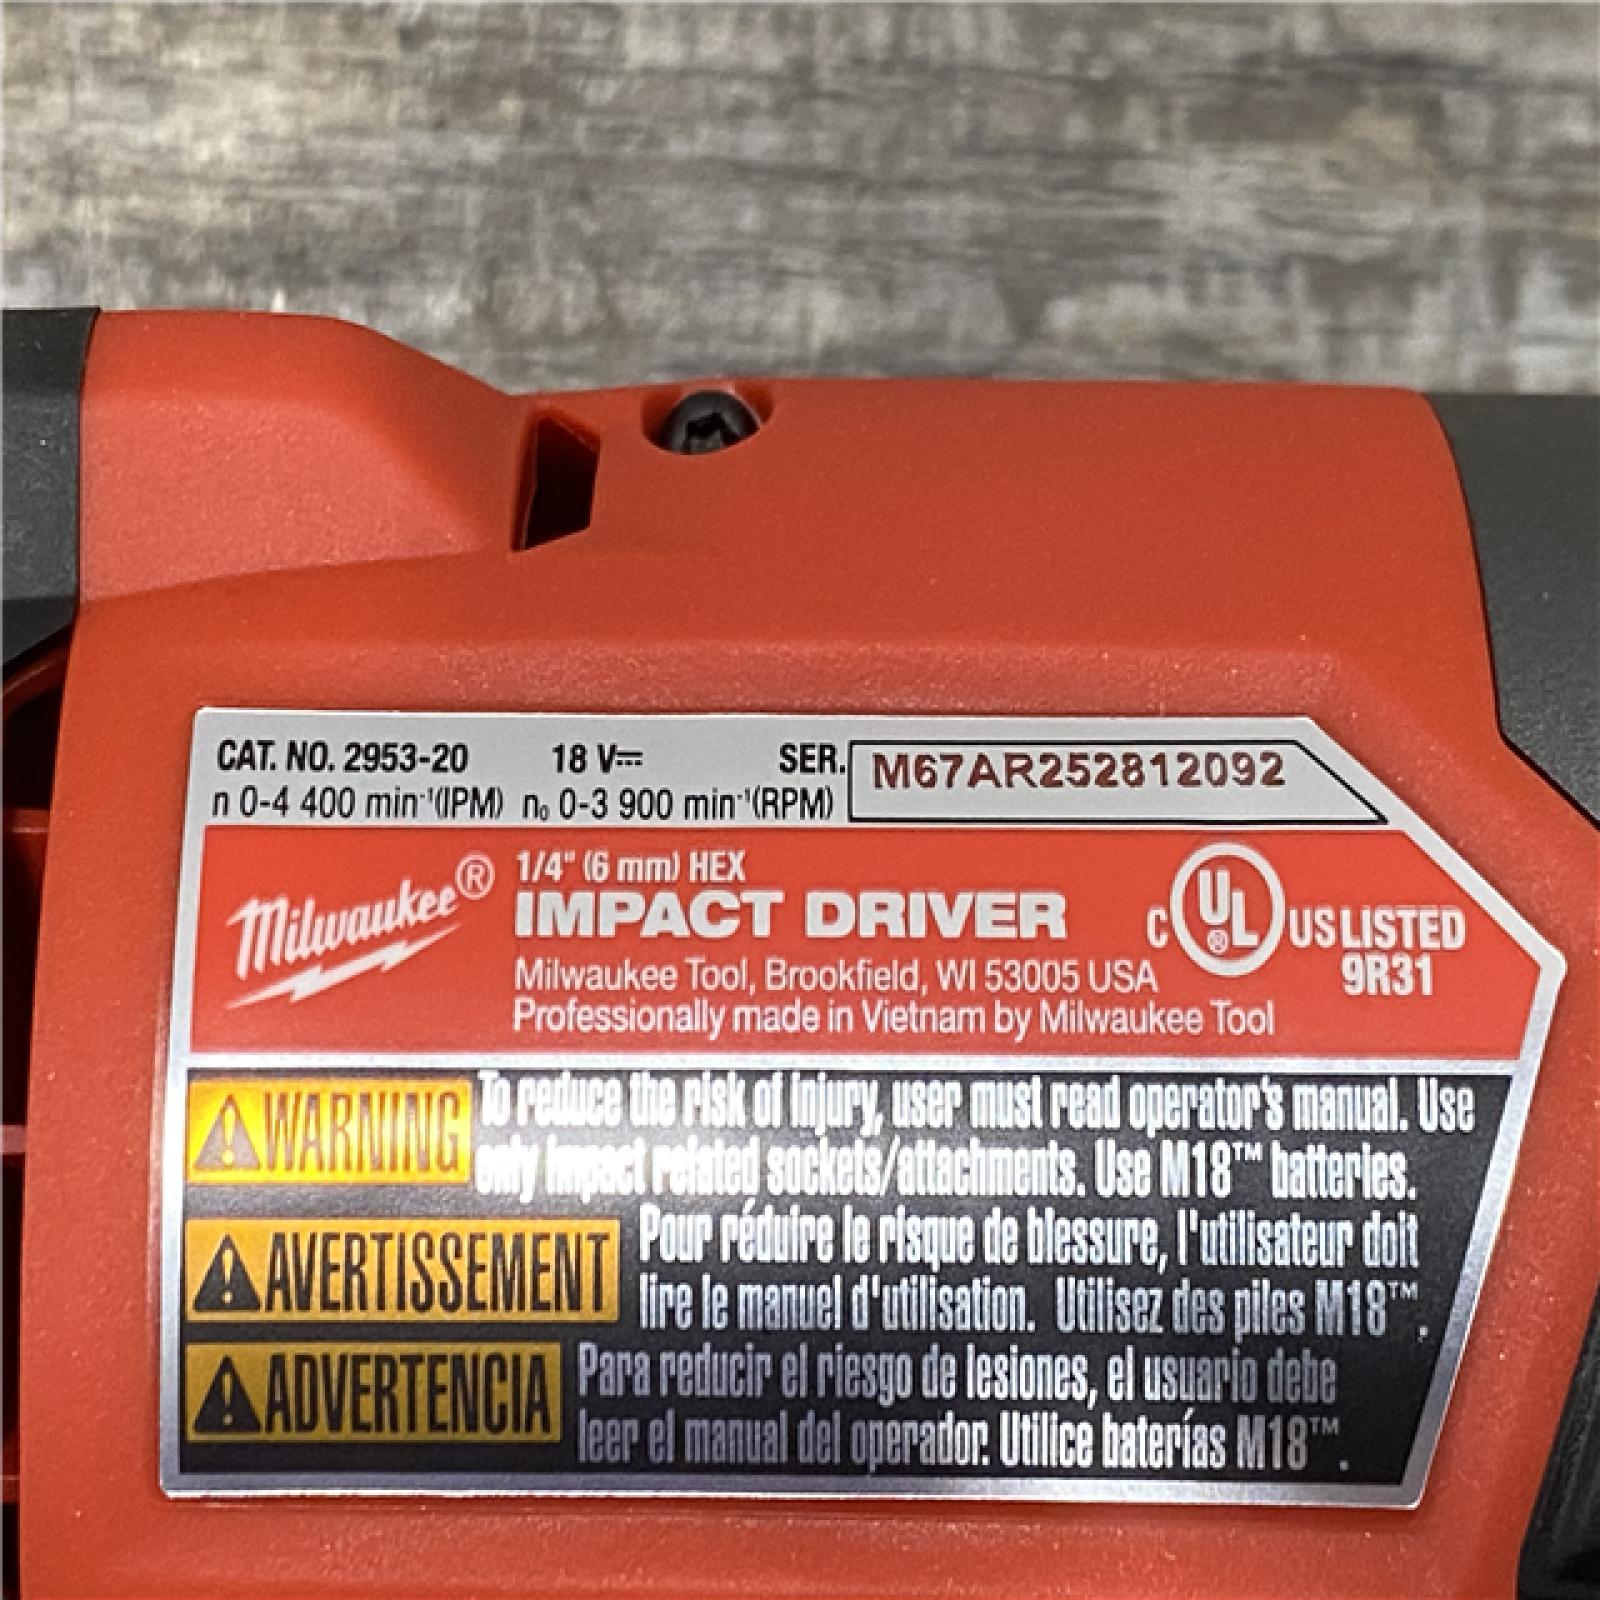 CAT. NO. 2953-20 18 V⎓ SER. M67AR252812092
n 0-4 400 min⁻¹(IPM) n₀ 0-3 900 min⁻¹(RPM)
Milwaukee®
1/4" (6 mm) HEX
IMPACT DRIVER
Milwaukee Tool, Brookfield, WI 53005 USA
Professionally made in Vietnam by Milwaukee Tool
C UL® US LISTED
9R31
⚠WARNING To reduce the risk of injury, user must read operator's manual. Use
only impact related sockets/attachments. Use M18™ batteries.
⚠AVERTISSEMENT Pour réduire le risque de blessure, l'utilisateur doit
lire le manuel d'utilisation. Utilisez des piles M18™.
⚠ADVERTENCIA Para reducir el riesgo de lesiones, el usuario debe
leer el manual del operador. Utilice baterías M18™.